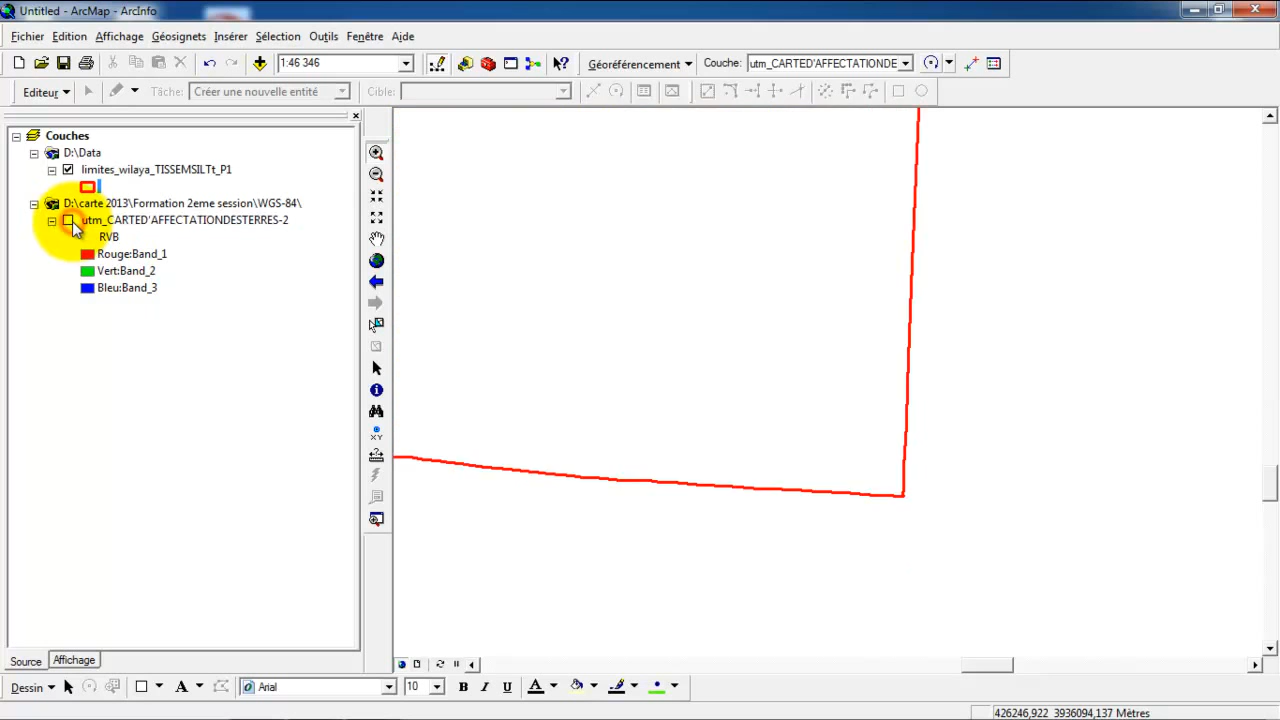 Untitled - ArcMap - ArcInfo
Fichier Edition Affichage Géosignets Insérer Sélection Outils Fenêtre Aide
1:46 346 Géoréférencement Couche: utm_CARTED'AFFECTATIONDE
Editeur Tâche: Créer une nouvelle entité Cible:
Couches
D:\Data
limites_wilaya_TISSEMSILTt_P1
D:\carte 2013\Formation 2eme session\WGS-84\
utm_CARTED'AFFECTATIONDESTERRES-2
RVB
Rouge:Band_1
Vert:Band_2
Bleu:Band_3
XY
Source Affichage
Dessin A Arial 10 B I U A
426246,922 3936094,137 Mètres